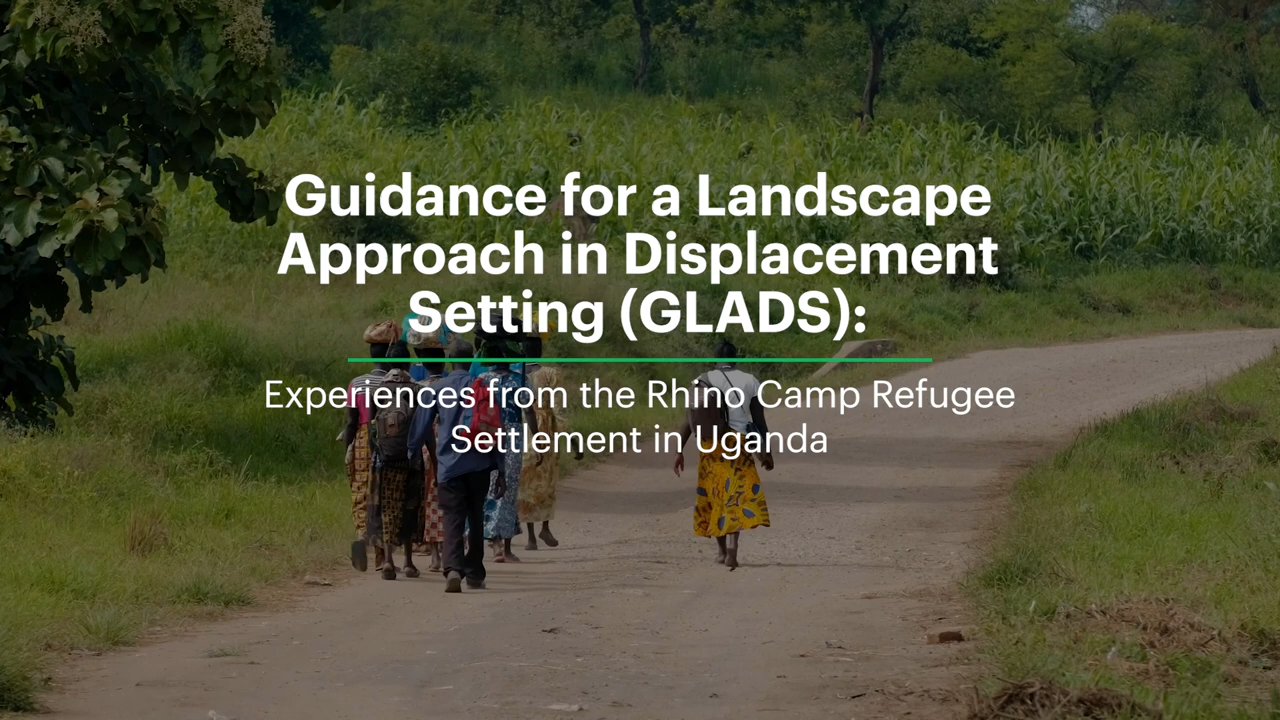 Guidance for a Landscape
Approach in Displacement
Setting (GLADS):
Experiences from the Rhino Camp Refugee
Settlement in Uganda